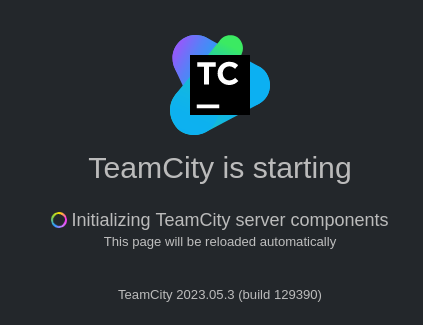 TC
TeamCity is starting
Initializing TeamCity server components
This page will be reloaded automatically
TeamCity 2023.05.3 (build 129390)